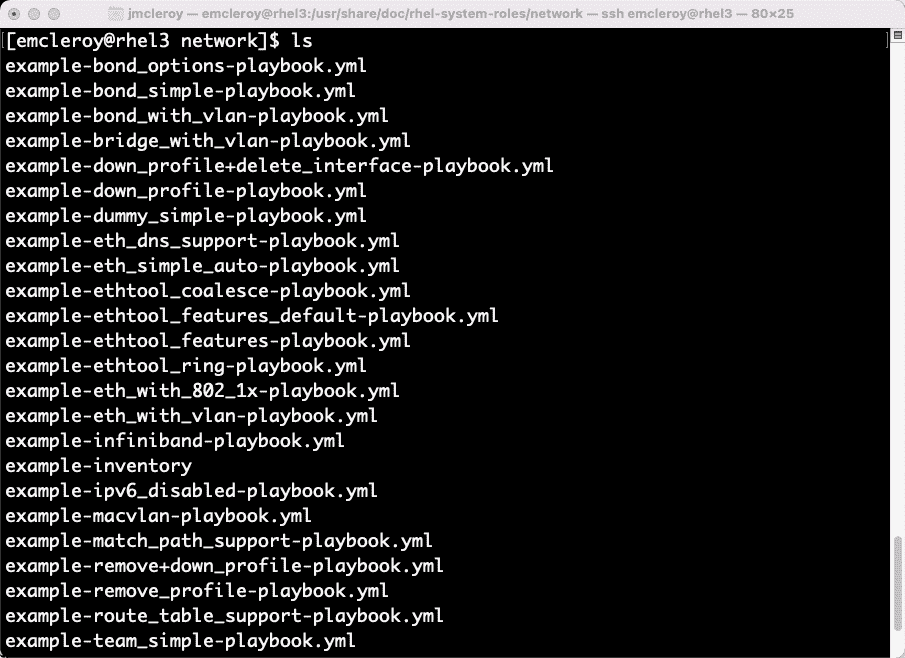 jmcleroy — emcleroy@rhel3:/usr/share/doc/rhel-system-roles/network — ssh emcleroy@rhel3 — 80×25
[[emcleroy@rhel3 network]$ ls
example-bond_options-playbook.yml
example-bond_simple-playbook.yml
example-bond_with_vlan-playbook.yml
example-bridge_with_vlan-playbook.yml
example-down_profile+delete_interface-playbook.yml
example-down_profile-playbook.yml
example-dummy_simple-playbook.yml
example-eth_dns_support-playbook.yml
example-eth_simple_auto-playbook.yml
example-ethtool_coalesce-playbook.yml
example-ethtool_features_default-playbook.yml
example-ethtool_features-playbook.yml
example-ethtool_ring-playbook.yml
example-eth_with_802_1x-playbook.yml
example-eth_with_vlan-playbook.yml
example-infiniband-playbook.yml
example-inventory
example-ipv6_disabled-playbook.yml
example-macvlan-playbook.yml
example-match_path_support-playbook.yml
example-remove+down_profile-playbook.yml
example-remove_profile-playbook.yml
example-route_table_support-playbook.yml
example-team_simple-playbook.yml